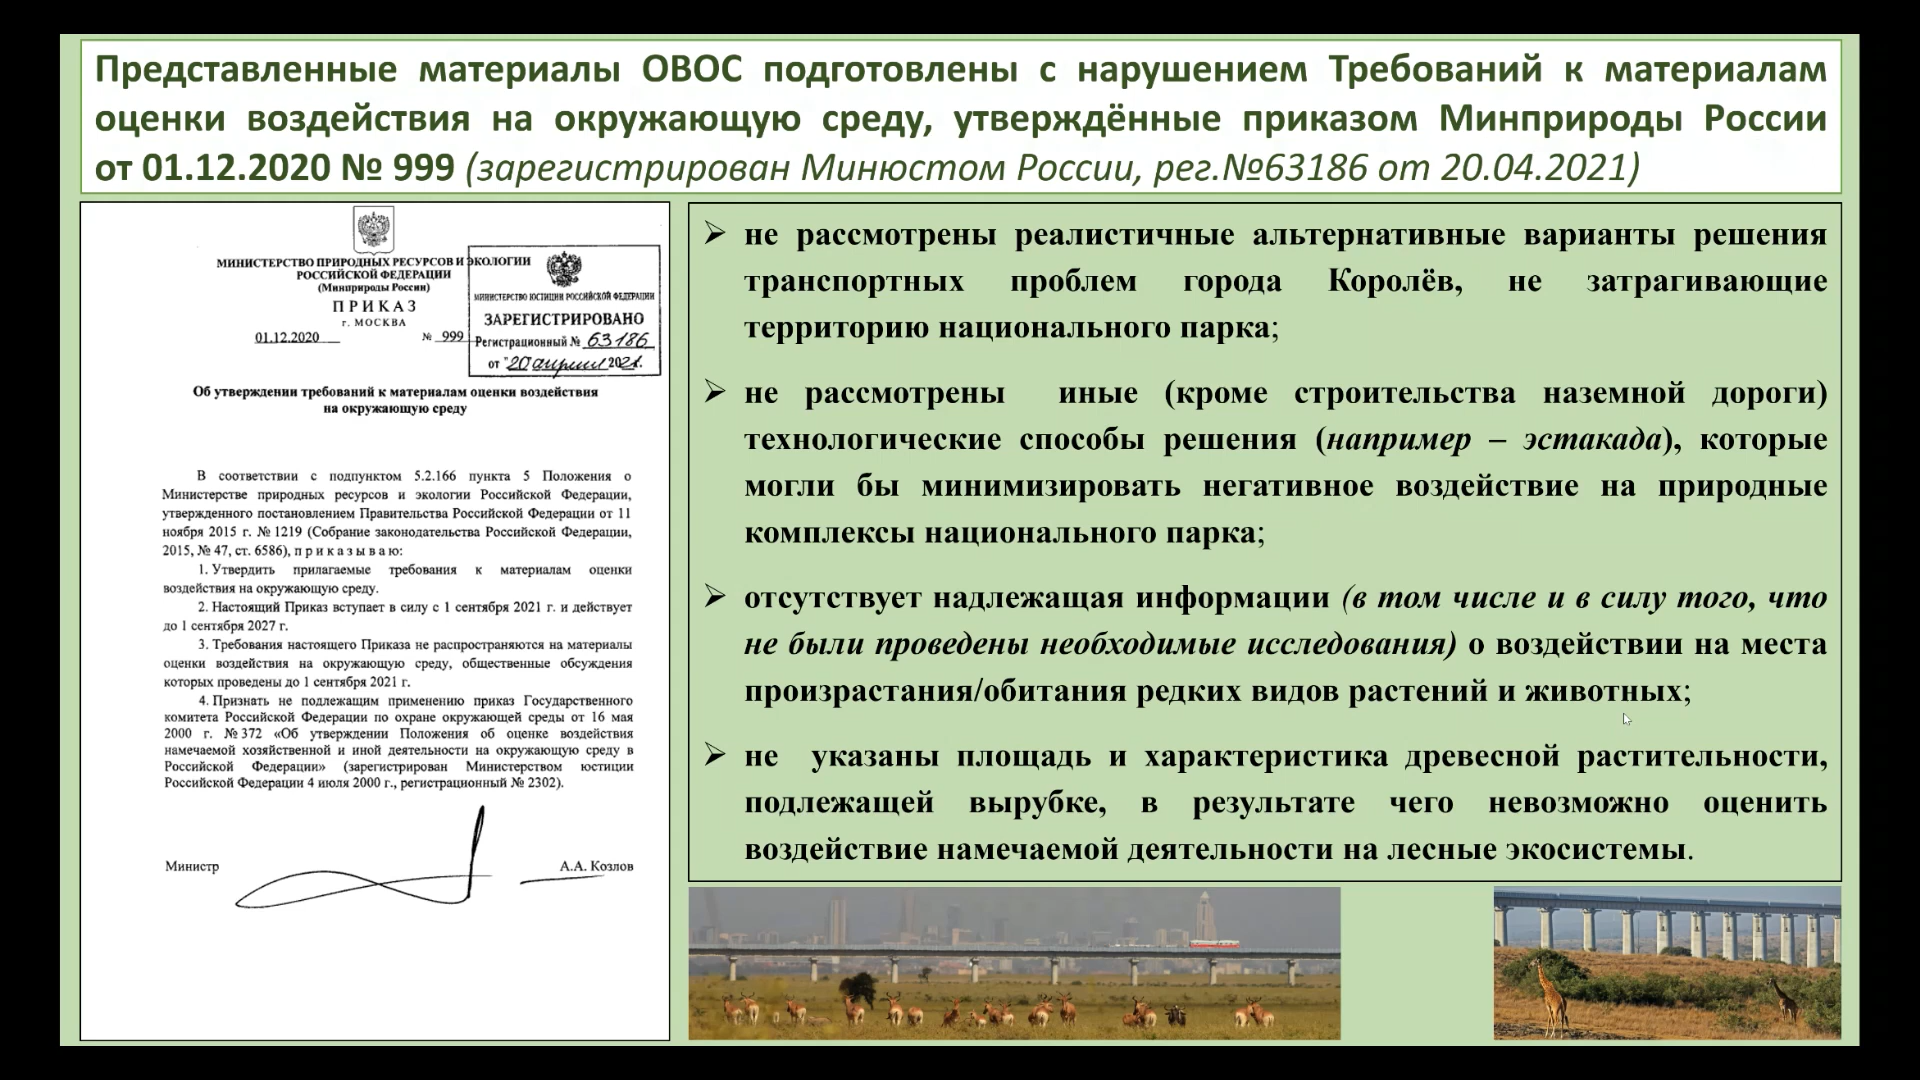 Представленные материалы ОВОС подготовлены с нарушением Требований к материалам
оценки воздействия на окружающую среду, утверждённые приказом Минприроды России
от 01.12.2020 № 999 (зарегистрирован Минюстом России, рег.№63186 от 20.04.2021)
МИНИСТЕРСТВО ПРИРОДНЫХ РЕСУРСОВ И ЭКОЛОГИИ
РОССИЙСКОЙ ФЕДЕРАЦИИ
(Минприроды России)
ПРИКАЗ
г. МОСКВА
01.12.2020 № 999
МИНИСТЕРСТВО ЮСТИЦИИ РОССИЙСКОЙ ФЕДЕРАЦИИ
ЗАРЕГИСТРИРОВАНО
Регистрационный № 63186
от "20 апреля 2021.
Об утверждении требований к материалам оценки воздействия
на окружающую среду
В соответствии с подпунктом 5.2.166 пункта 5 Положения о
Министерстве природных ресурсов и экологии Российской Федерации,
утвержденного постановлением Правительства Российской Федерации от 11
ноября 2015 г. № 1219 (Собрание законодательства Российской Федерации,
2015, № 47, ст. 6586), п р и к а з ы в а ю:
1. Утвердить прилагаемые требования к материалам оценки
воздействия на окружающую среду.
2. Настоящий Приказ вступает в силу с 1 сентября 2021 г. и действует
до 1 сентября 2027 г.
3. Требования настоящего Приказа не распространяются на материалы
оценки воздействия на окружающую среду, общественные обсуждения
которых проведены до 1 сентября 2021 г.
4. Признать не подлежащим применению приказ Государственного
комитета Российской Федерации по охране окружающей среды от 16 мая
2000 г. № 372 «Об утверждении Положения об оценке воздействия
намечаемой хозяйственной и иной деятельности на окружающую среду в
Российской Федерации» (зарегистрирован Министерством юстиции
Российской Федерации 4 июля 2000 г., регистрационный № 2302).
Министр А.А. Козлов
➢ не рассмотрены реалистичные альтернативные варианты решения
транспортных проблем города Королёв, не затрагивающие
территорию национального парка;
➢ не рассмотрены иные (кроме строительства наземной дороги)
технологические способы решения (например – эстакада), которые
могли бы минимизировать негативное воздействие на природные
комплексы национального парка;
➢ отсутствует надлежащая информации (в том числе и в силу того, что
не были проведены необходимые исследования) о воздействии на места
произрастания/обитания редких видов растений и животных;
➢ не указаны площадь и характеристика древесной растительности,
подлежащей вырубке, в результате чего невозможно оценить
воздействие намечаемой деятельности на лесные экосистемы.